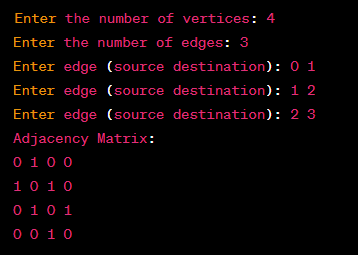 Enter the number of vertices: 4
Enter the number of edges: 3
Enter edge (source destination): 0 1
Enter edge (source destination): 1 2
Enter edge (source destination): 2 3
Adjacency Matrix:
0 1 0 0
1 0 1 0
0 1 0 1
0 0 1 0